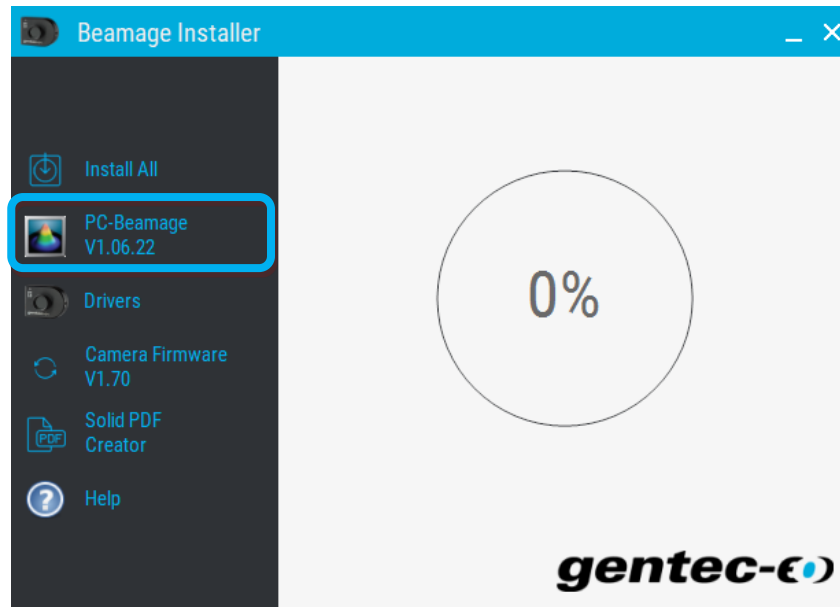 Beamage Installer
Install All
PC-Beamage
V1.06.22
Drivers
Camera Firmware
V1.70
Solid PDF
Creator
PDF
Help
0%
gentec-eo